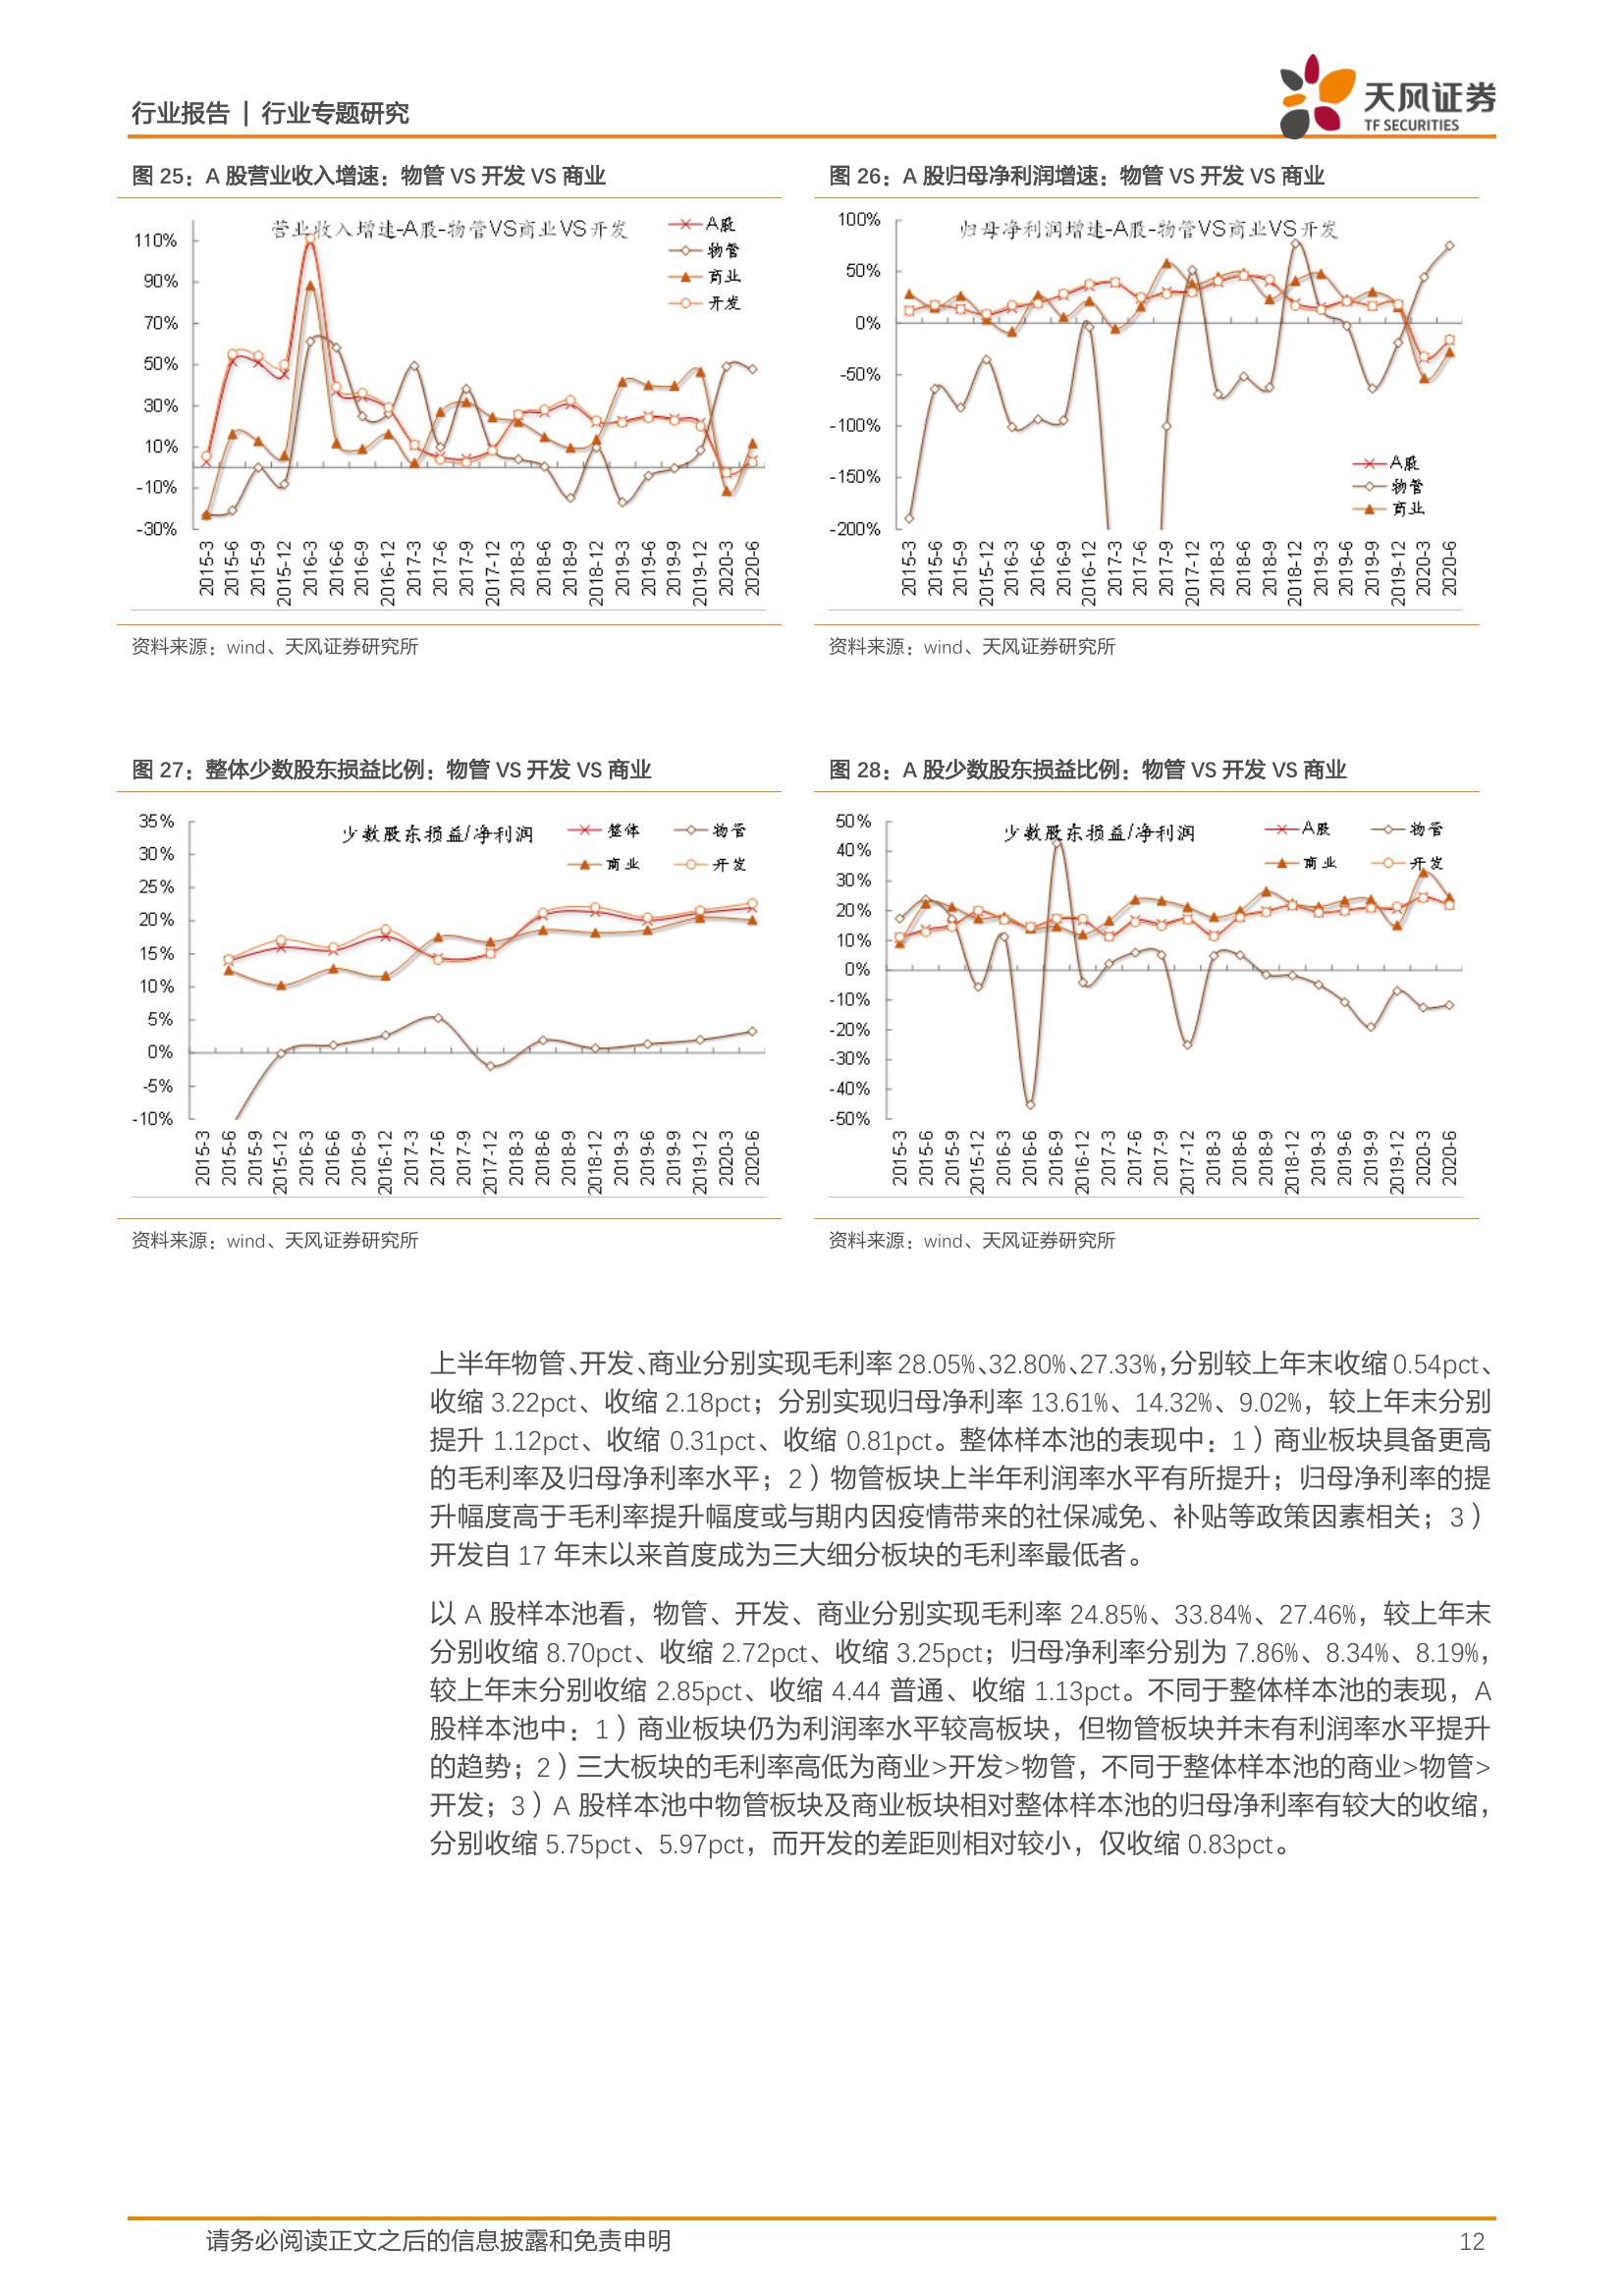 行业报告 | 行业专题研究
天风证券
TF SECURITIES
图 25：A 股营业收入增速：物管 VS 开发 VS 商业
营业收入增速-A股-物管VS商业VS开发
A股
物管
商业
开发
110%
90%
70%
50%
30%
10%
-10%
-30%
2015-3
2015-6
2015-9
2015-12
2016-3
2016-6
2016-9
2016-12
2017-3
2017-6
2017-9
2017-12
2018-3
2018-6
2018-9
2018-12
2019-3
2019-6
2019-9
2019-12
2020-3
2020-6
资料来源：wind、天风证券研究所
图 26：A 股归母净利润增速：物管 VS 开发 VS 商业
归母净利润增速-A股-物管VS商业VS开发
100%
50%
0%
-50%
-100%
-150%
-200%
A股
物管
商业
2015-3
2015-6
2015-9
2015-12
2016-3
2016-6
2016-9
2016-12
2017-3
2017-6
2017-9
2017-12
2018-3
2018-6
2018-9
2018-12
2019-3
2019-6
2019-9
2019-12
2020-3
2020-6
资料来源：wind、天风证券研究所
图 27：整体少数股东损益比例：物管 VS 开发 VS 商业
少数股东损益/净利润
整体
物管
商业
开发
35%
30%
25%
20%
15%
10%
5%
0%
-5%
-10%
2015-3
2015-6
2015-9
2015-12
2016-3
2016-6
2016-9
2016-12
2017-3
2017-6
2017-9
2017-12
2018-3
2018-6
2018-9
2018-12
2019-3
2019-6
2019-9
2019-12
2020-3
2020-6
资料来源：wind、天风证券研究所
图 28：A 股少数股东损益比例：物管 VS 开发 VS 商业
少数股东损益/净利润
A股
物管
商业
开发
50%
40%
30%
20%
10%
0%
-10%
-20%
-30%
-40%
-50%
2015-3
2015-6
2015-9
2015-12
2016-3
2016-6
2016-9
2016-12
2017-3
2017-6
2017-9
2017-12
2018-3
2018-6
2018-9
2018-12
2019-3
2019-6
2019-9
2019-12
2020-3
2020-6
资料来源：wind、天风证券研究所
上半年物管、开发、商业分别实现毛利率 28.05%、32.80%、27.33%，分别较上年末收缩 0.54pct、
收缩 3.22pct、收缩 2.18pct；分别实现归母净利率 13.61%、14.32%、9.02%，较上年末分别
提升 1.12pct、收缩 0.31pct、收缩 0.81pct。整体样本池的表现中：1）商业板块具备更高
的毛利率及归母净利率水平；2）物管板块上半年利润率水平有所提升；归母净利率的提
升幅度高于毛利率提升幅度或与期内因疫情带来的社保减免、补贴等政策因素相关；3）
开发自 17 年末以来首度成为三大细分板块的毛利率最低者。
以 A 股样本池看，物管、开发、商业分别实现毛利率 24.85%、33.84%、27.46%，较上年末
分别收缩 8.70pct、收缩 2.72pct、收缩 3.25pct；归母净利率分别为 7.86%、8.34%、8.19%，
较上年末分别收缩 2.85pct、收缩 4.44 普通、收缩 1.13pct。不同于整体样本池的表现，A
股样本池中：1）商业板块仍为利润率水平较高板块，但物管板块并未有利润率水平提升
的趋势；2）三大板块的毛利率高低为商业>开发>物管，不同于整体样本池的商业>物管>
开发；3）A 股样本池中物管板块及商业板块相对整体样本池的归母净利率有较大的收缩，
分别收缩 5.75pct、5.97pct，而开发的差距则相对较小，仅收缩 0.83pct。
请务必阅读正文之后的信息披露和免责申明
12